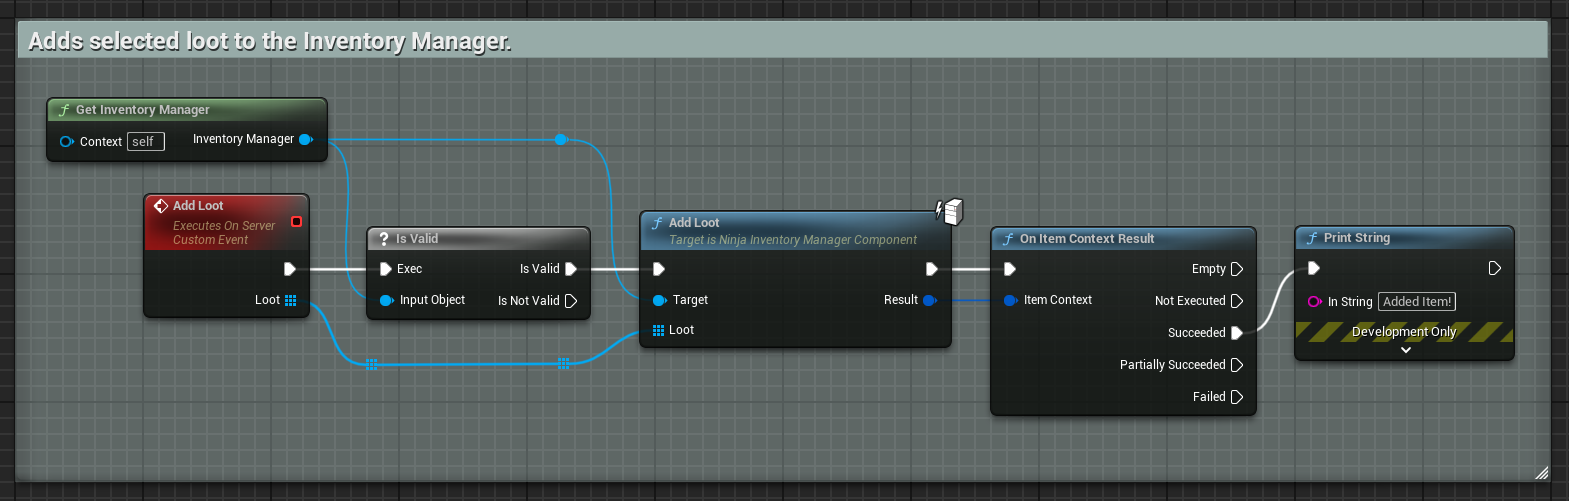 Adds selected loot to the Inventory Manager.
f Get Inventory Manager
Context self
Inventory Manager
Add Loot
Executes On Server
Custom Event
Loot
? Is Valid
Exec
Is Valid
Input Object
Is Not Valid
f Add Loot
Target is Ninja Inventory Manager Component
Target
Result
Loot
f On Item Context Result
Empty
Item Context
Not Executed
Succeeded
Partially Succeeded
Failed
f Print String
In String Added Item!
Development Only